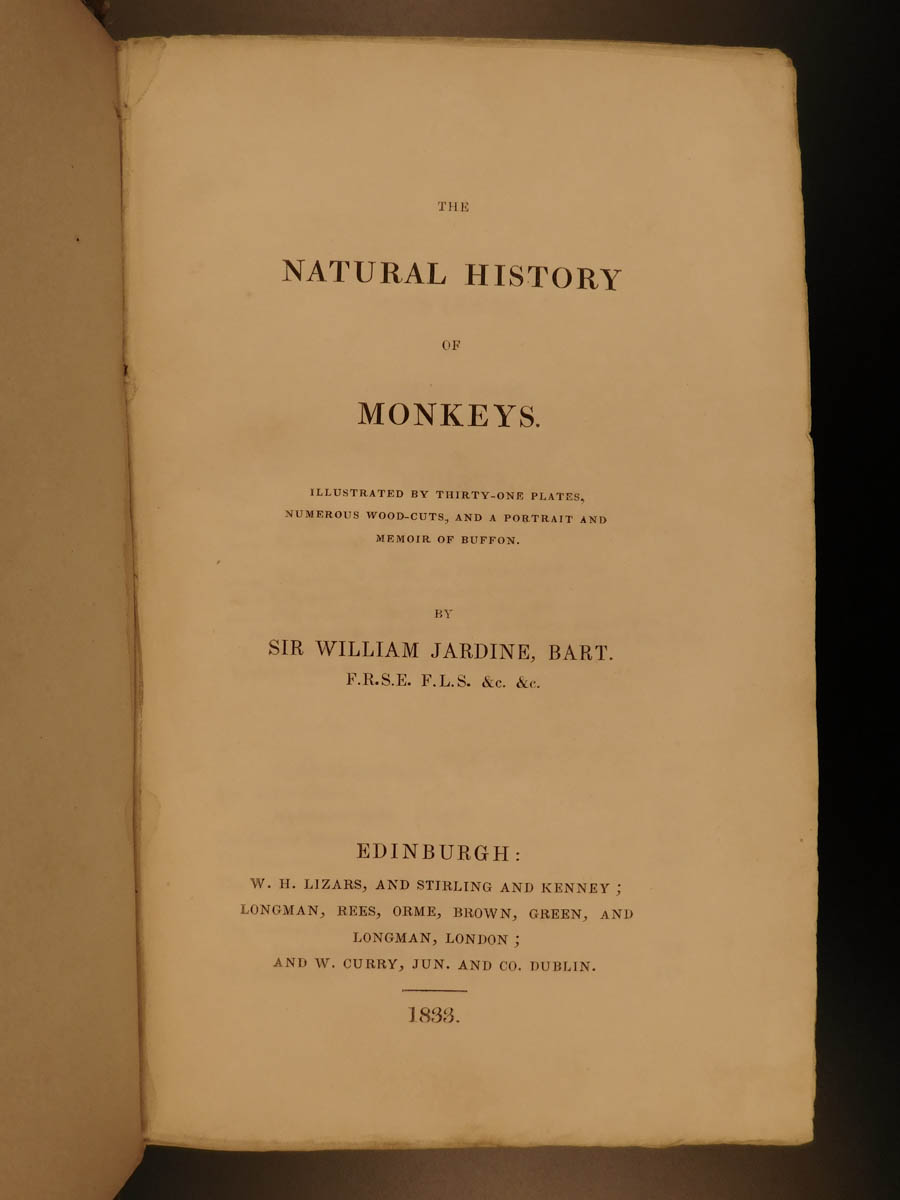 THE
NATURAL HISTORY
OF
MONKEYS.
ILLUSTRATED BY THIRTY-ONE PLATES,
NUMEROUS WOOD-CUTS, AND A PORTRAIT AND
MEMOIR OF BUFFON.
BY
SIR WILLIAM JARDINE, BART.
F.R.S.E. F.L.S. &c. &c.
EDINBURGH:
W. H. LIZARS, AND STIRLING AND KENNEY;
LONGMAN, REES, ORME, BROWN, GREEN, AND
LONGMAN, LONDON;
AND W. CURRY, JUN. AND CO. DUBLIN.
1833.